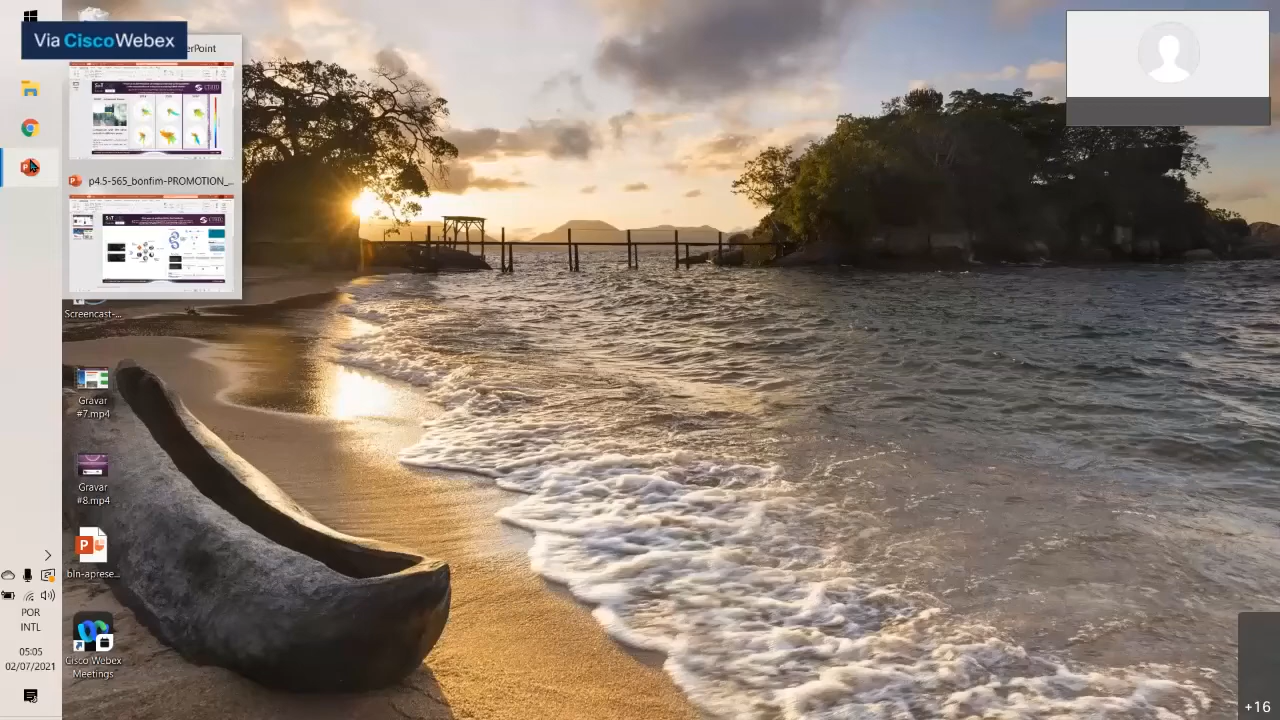 Via Cisco Webex
erPoint
p4.5-565_bonfim-PROMOTION_...
Screencast-...
Gravar
#7.mp4
Gravar
#8.mp4
bln-aprese...
Cisco Webex
Meetings
POR
INTL
05:05
02/07/2021
+16